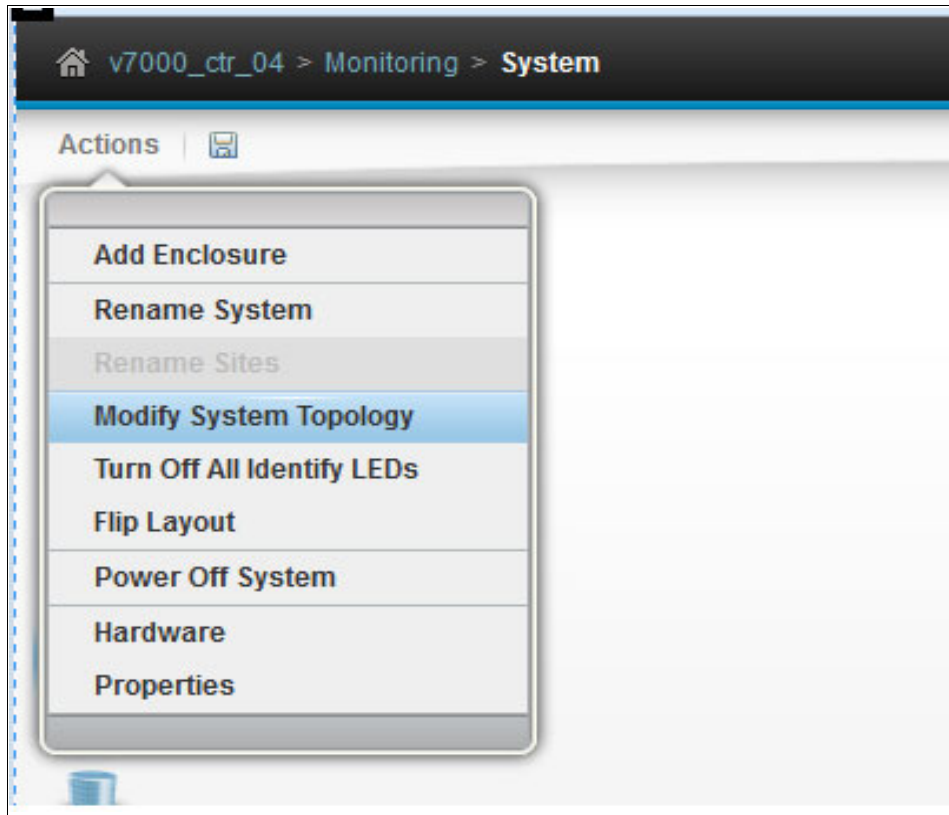 v7000_ctr_04 > Monitoring > System
Actions
Add Enclosure
Rename System
Rename Sites
Modify System Topology
Turn Off All Identify LEDs
Flip Layout
Power Off System
Hardware
Properties